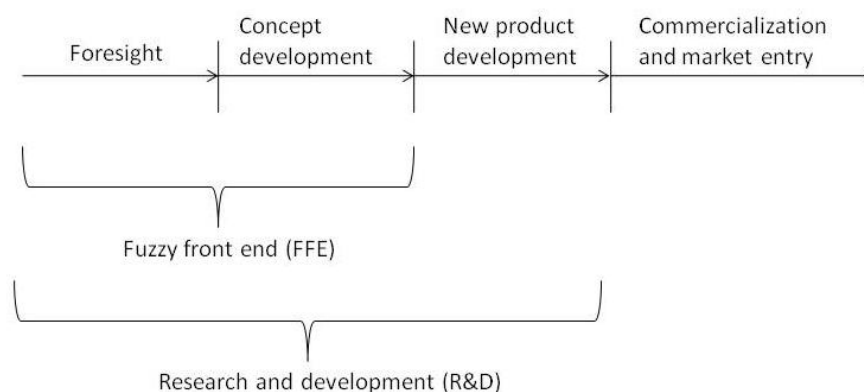 Foresight
Concept
development
New product
development
Commercialization
and market entry
Fuzzy front end (FFE)
Research and development (R&D)